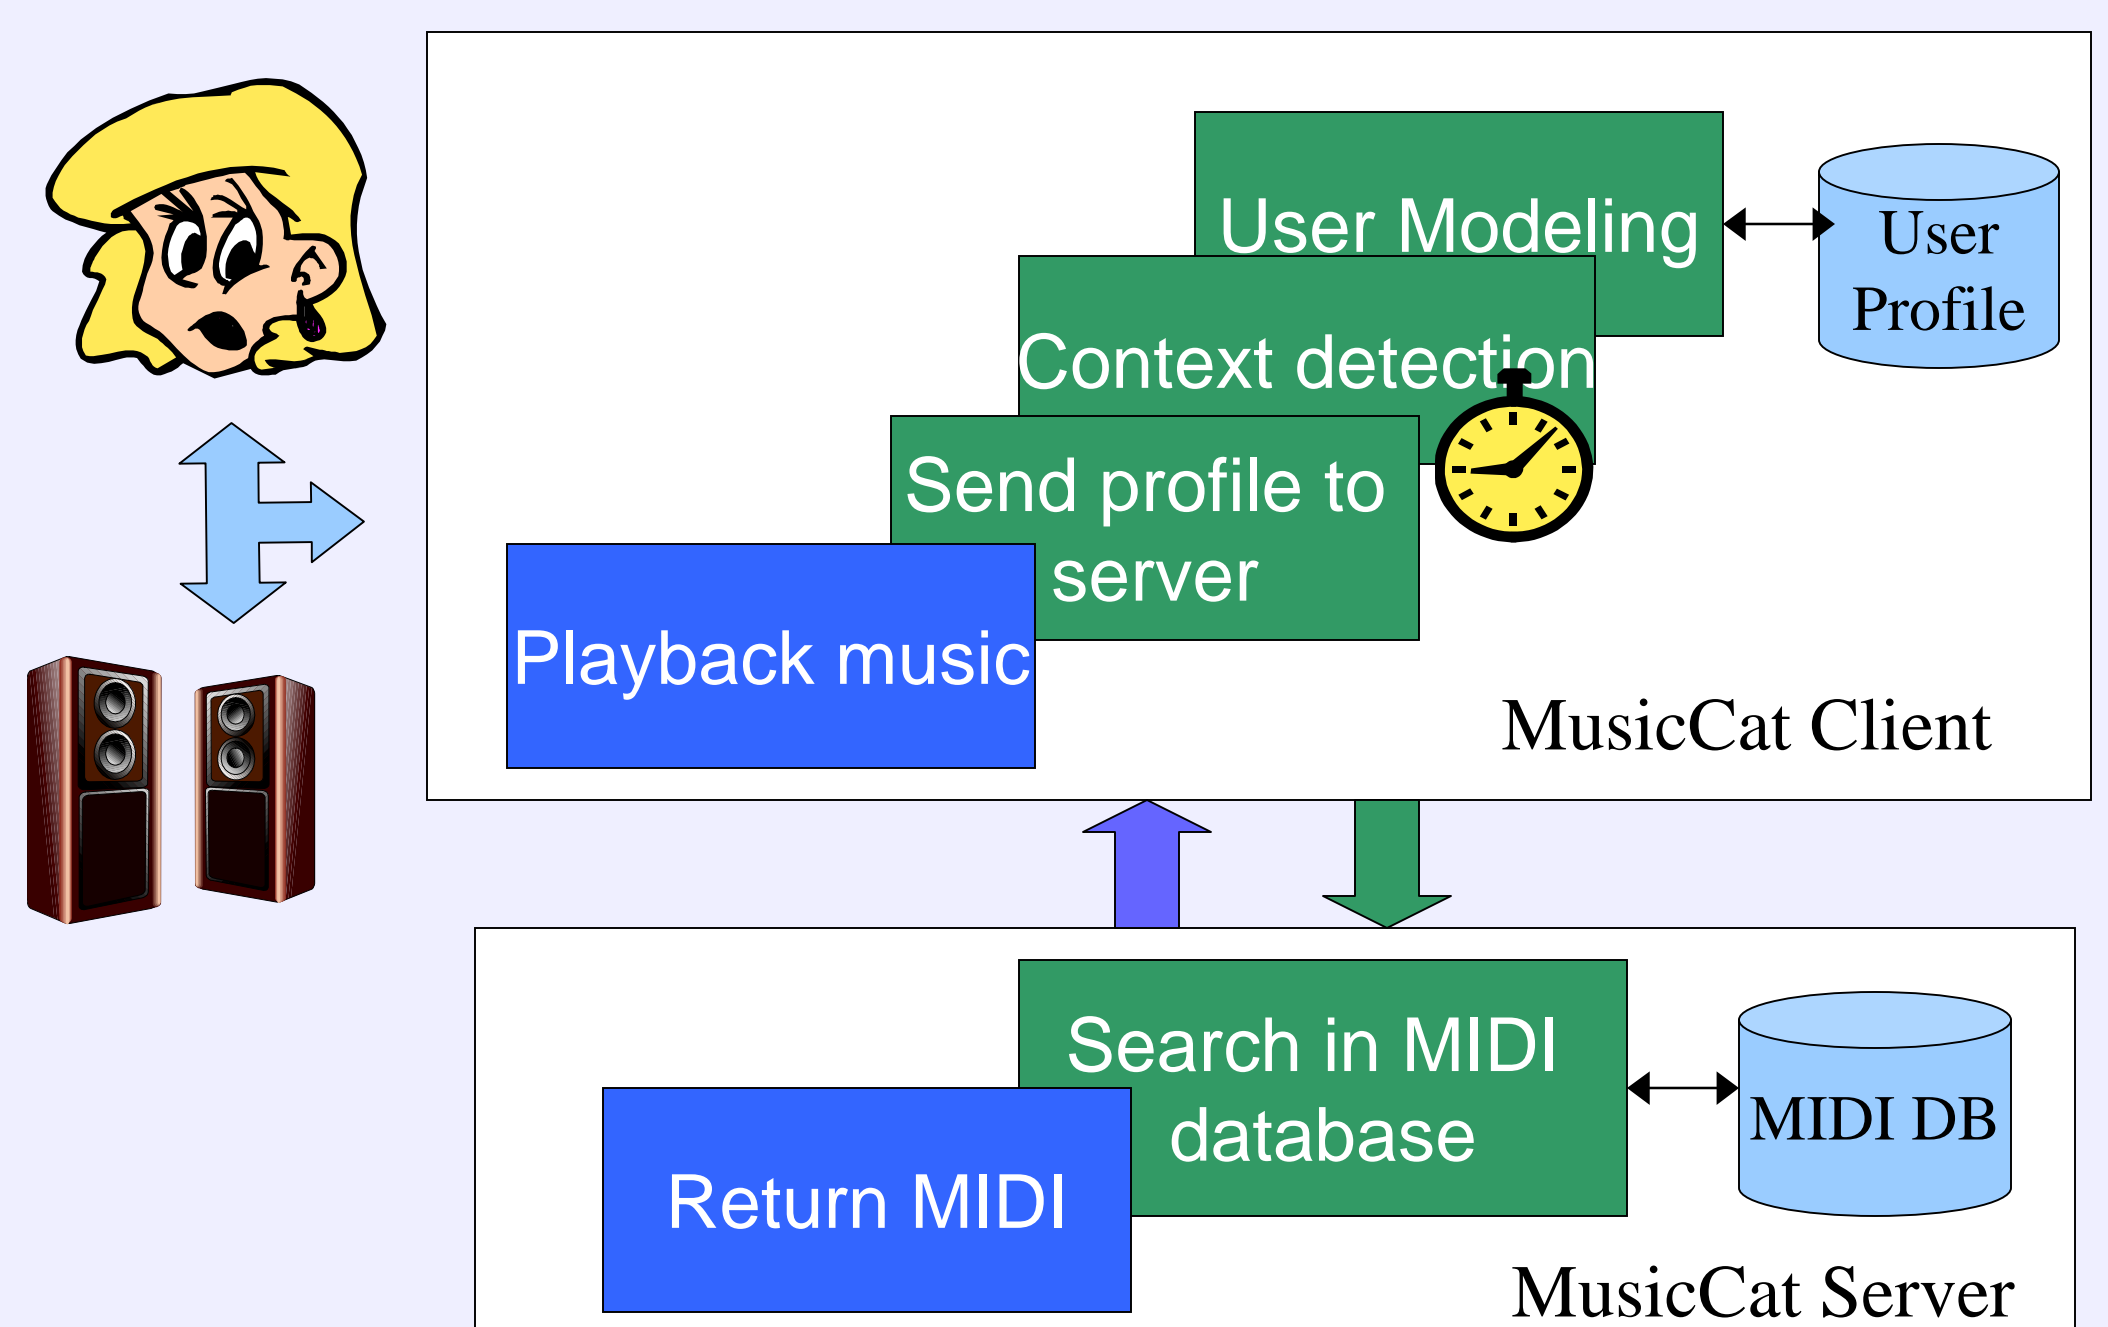 User Modeling
User
Profile
Context detection
Send profile to
server
Playback music
MusicCat Client
Search in MIDI
database
MIDI DB
Return MIDI
MusicCat Server